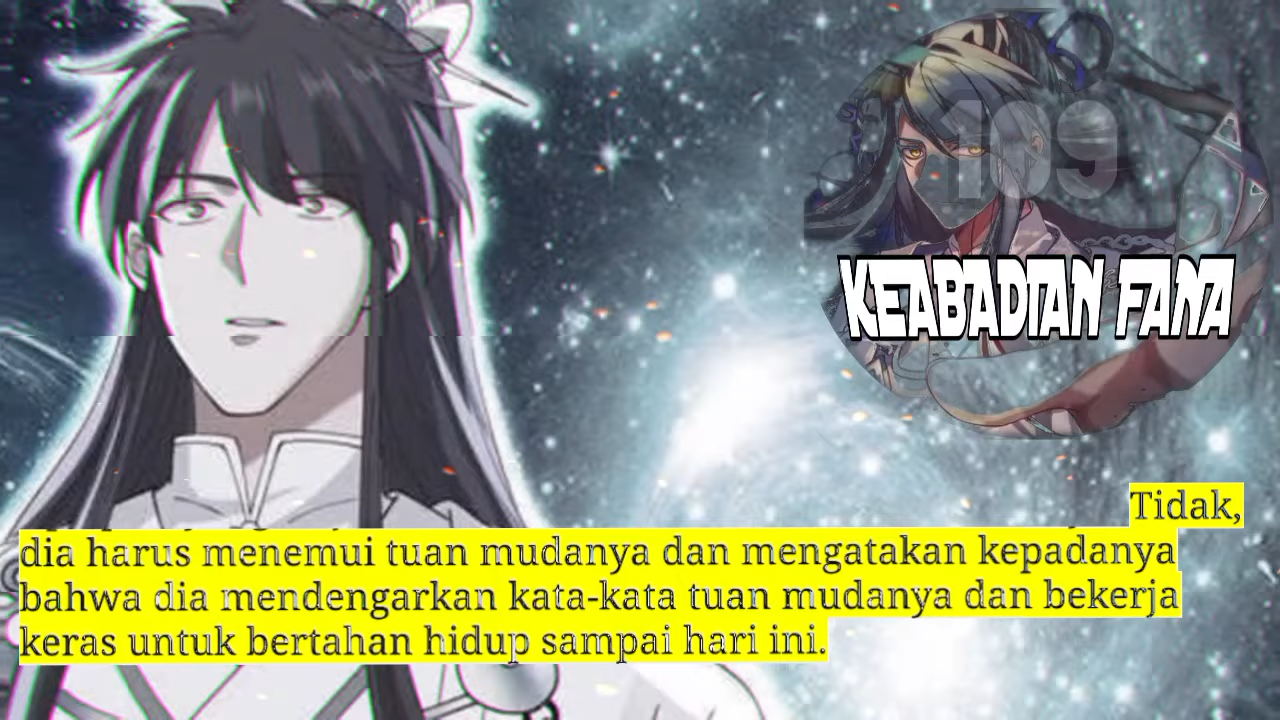 109
KEABADIAN FANA
Tidak,
dia harus menemui tuan mudanya dan mengatakan kepadanya
bahwa dia mendengarkan kata-kata tuan mudanya dan bekerja
keras untuk bertahan hidup sampai hari ini.